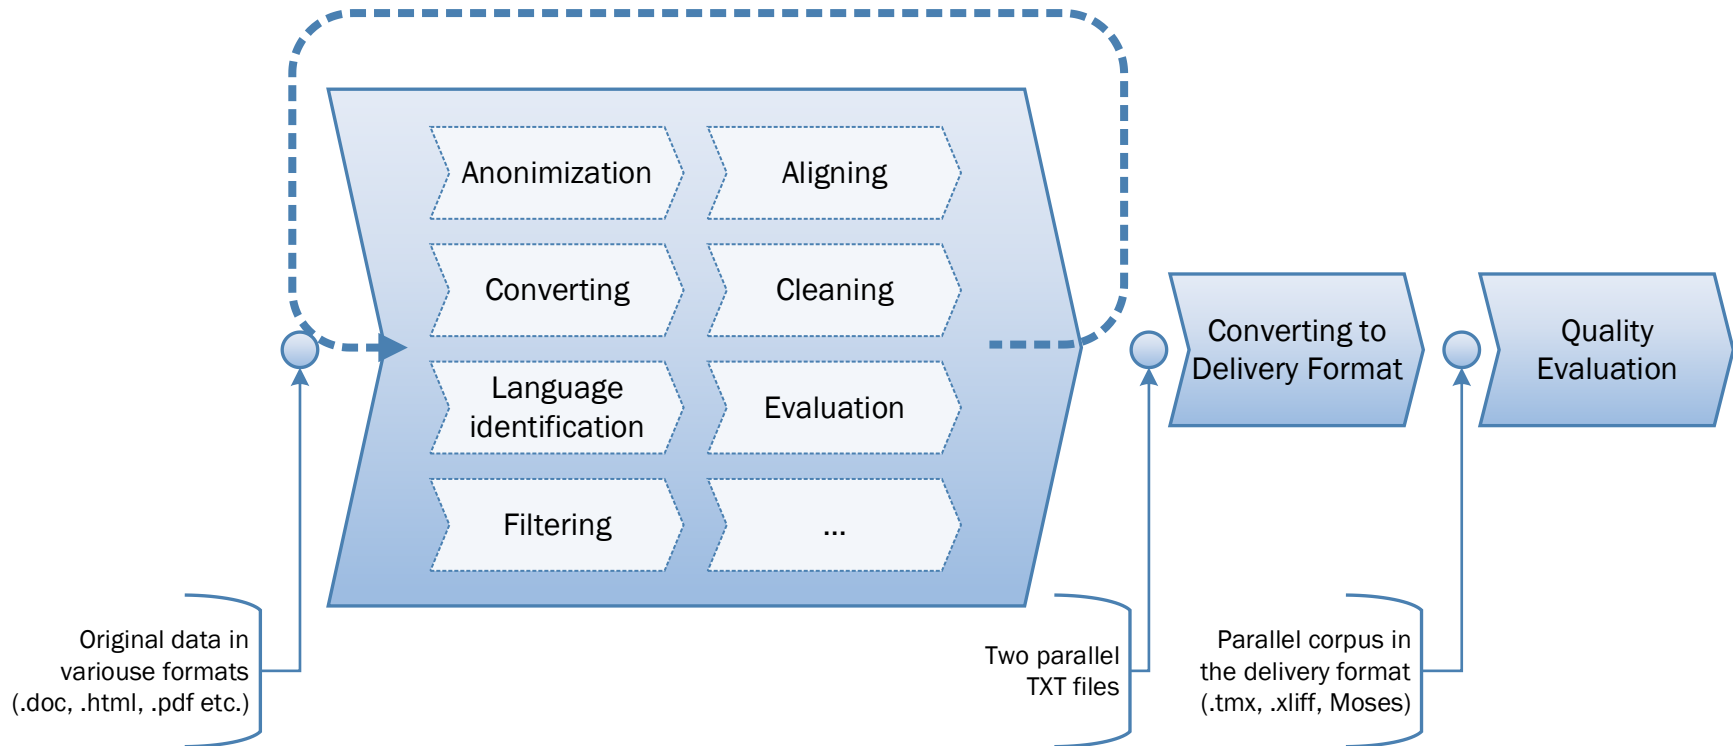 Anonimization
Aligning
Converting
Cleaning
Language
identification
Evaluation
Filtering
...
Converting to
Delivery Format
Quality
Evaluation
Original data in
variouse formats
(.doc, .html, .pdf etc.)
Two parallel
TXT files
Parallel corpus in
the delivery format
(.tmx, .xliff, Moses)